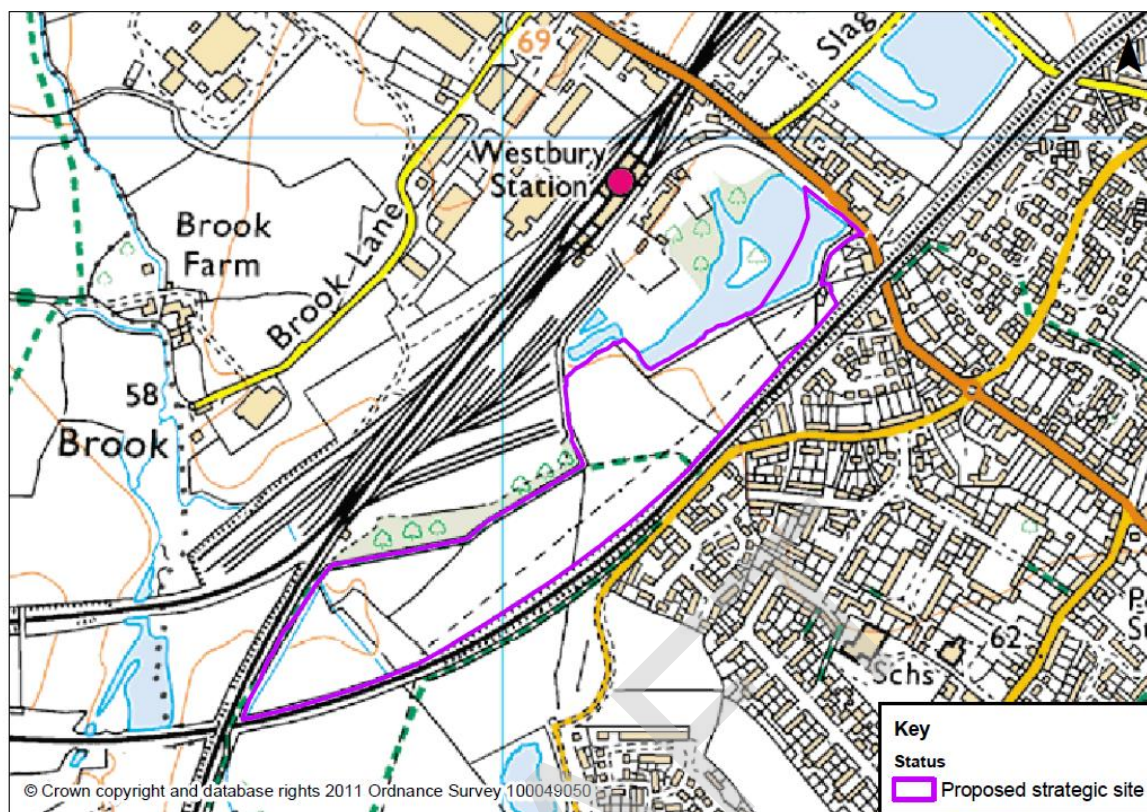 69
Slag
Westbury
Station
Brook
Farm
Brook Lane
58
Brook
62
Schs
Key
Status
Proposed strategic site
© Crown copyright and database rights 2011 Ordnance Survey 100049050